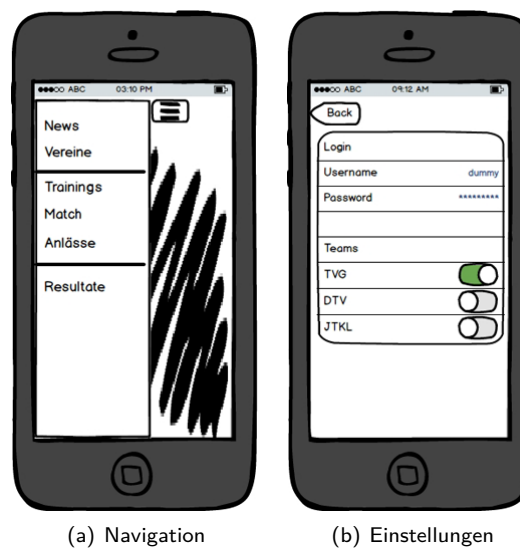 ABC 03:10 PM
News
Vereine
Trainings
Match
Anlässe
Resultate
(a) Navigation
ABC 09:12 AM
Back
Login
Username dummy
Password *********
Teams
TVG
DTV
JTKL
(b) Einstellungen